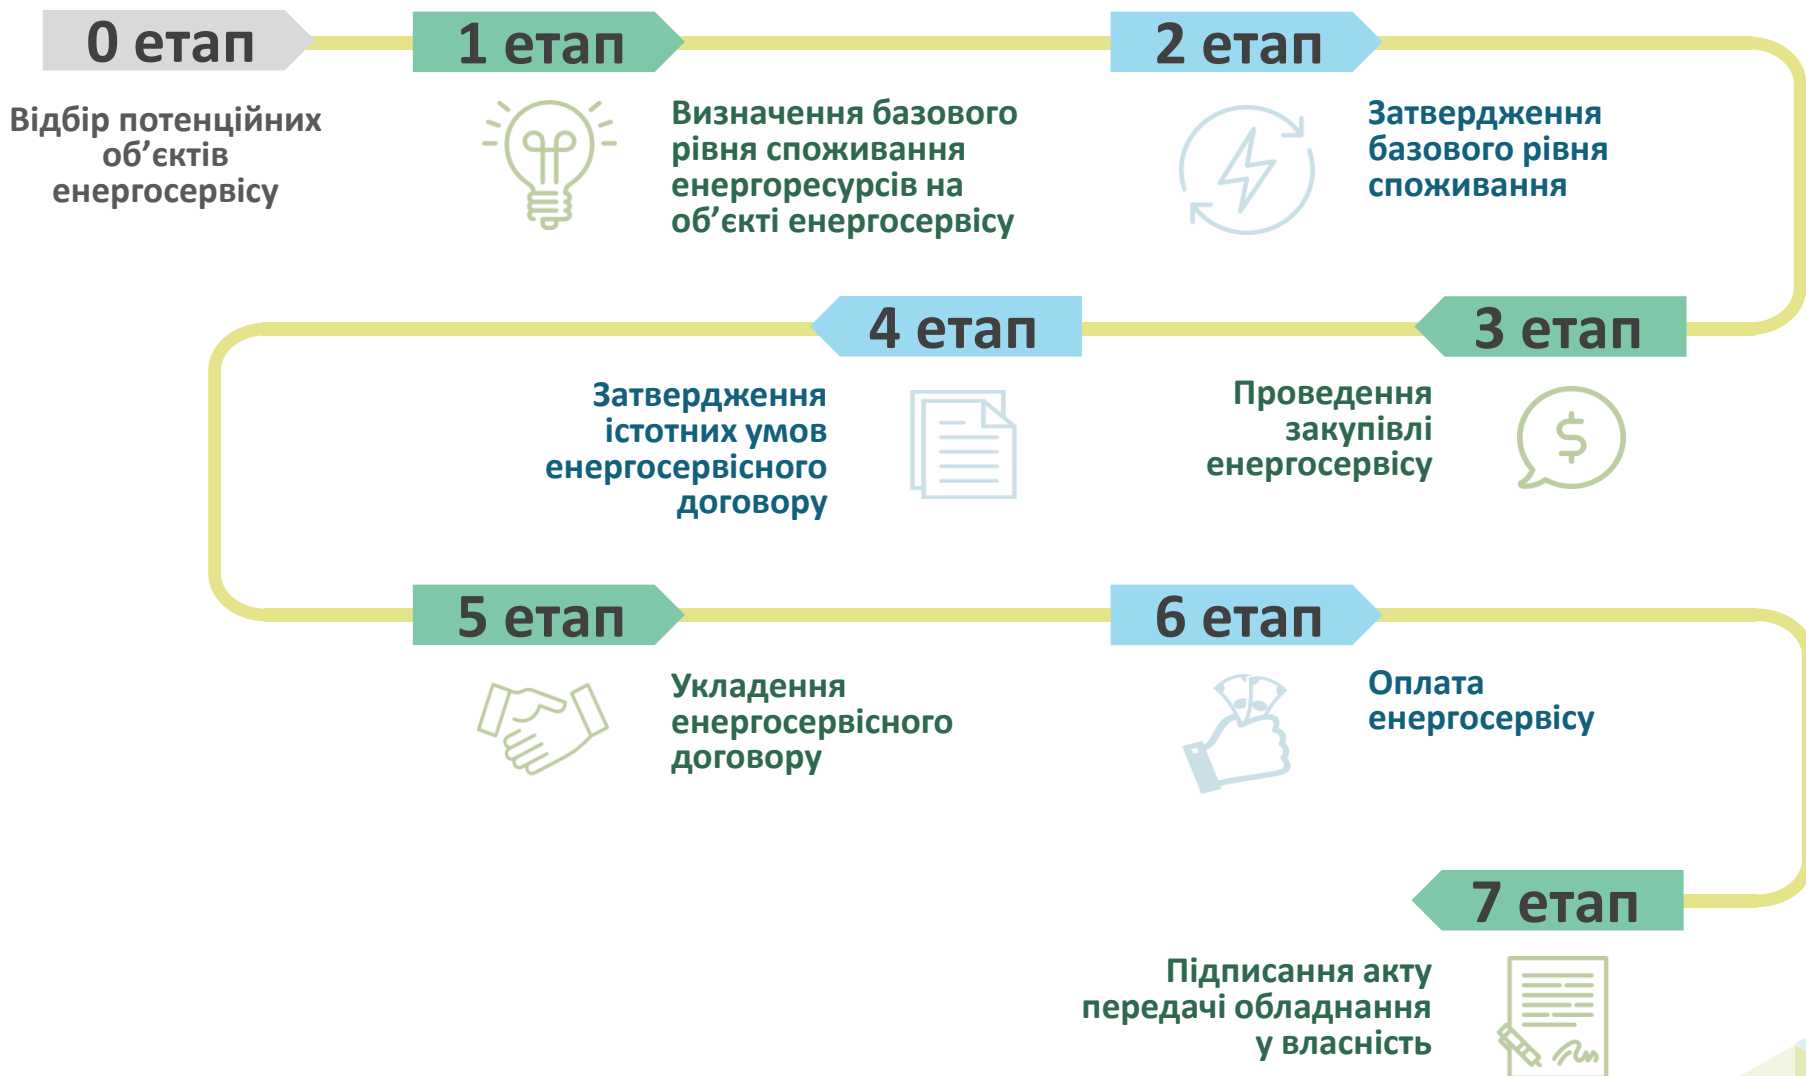 0 етап
Відбір потенційних
об’єктів
енергосервісу
1 етап
Визначення базового
рівня споживання
енергоресурсів на
об’єкті енергосервісу
2 етап
Затвердження
базового рівня
споживання
3 етап
Проведення
закупівлі
енергосервісу
$
4 етап
Затвердження
істотних умов
енергосервісного
договору
5 етап
Укладення
енергосервісного
договору
6 етап
Оплата
енергосервісу
7 етап
Підписання акту
передачі обладнання
у власність